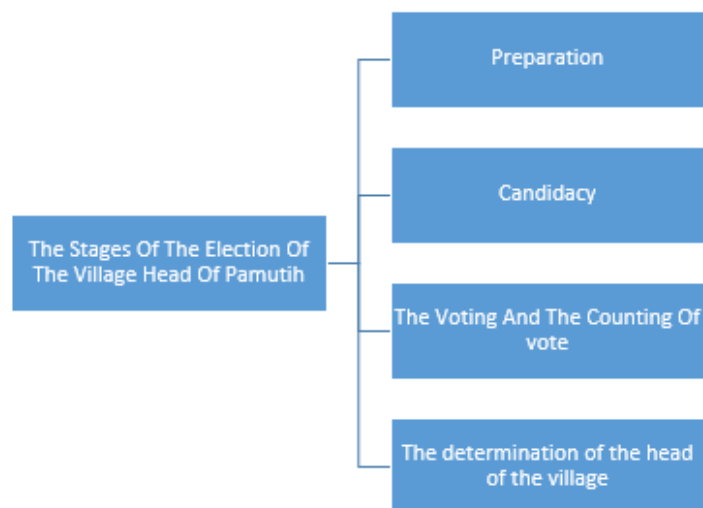 Preparation
Candidacy
The Stages Of The Election Of
The Village Head Of Pamutih
The Voting And The Counting Of
vote
The determination of the head
of the village